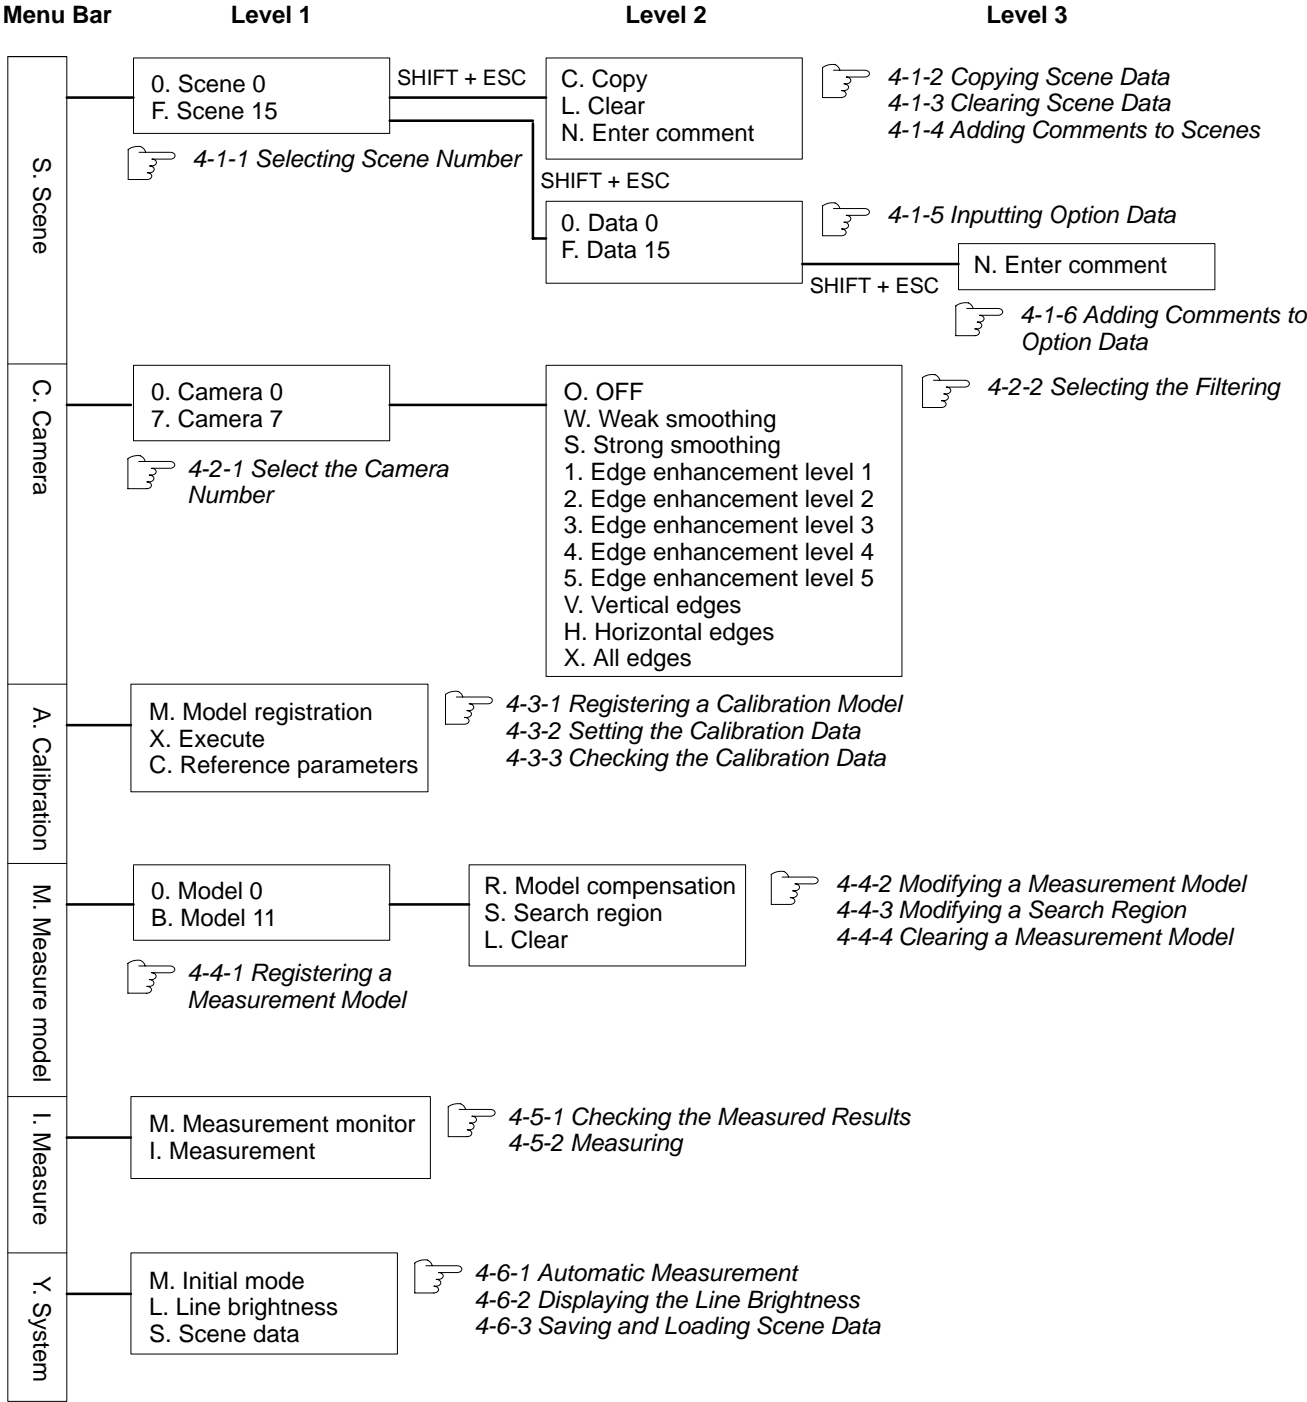 Menu Bar Level 1 Level 2 Level 3
S. Scene
0. Scene 0
F. Scene 15
SHIFT + ESC
C. Copy
L. Clear
N. Enter comment
4-1-2 Copying Scene Data
4-1-3 Clearing Scene Data
4-1-4 Adding Comments to Scenes
4-1-1 Selecting Scene Number
SHIFT + ESC
0. Data 0
F. Data 15
4-1-5 Inputting Option Data
SHIFT + ESC
N. Enter comment
4-1-6 Adding Comments to
Option Data
C. Camera
0. Camera 0
7. Camera 7
4-2-1 Select the Camera
Number
O. OFF
W. Weak smoothing
S. Strong smoothing
1. Edge enhancement level 1
2. Edge enhancement level 2
3. Edge enhancement level 3
4. Edge enhancement level 4
5. Edge enhancement level 5
V. Vertical edges
H. Horizontal edges
X. All edges
4-2-2 Selecting the Filtering
A. Calibration
M. Model registration
X. Execute
C. Reference parameters
4-3-1 Registering a Calibration Model
4-3-2 Setting the Calibration Data
4-3-3 Checking the Calibration Data
M. Measure model
0. Model 0
B. Model 11
4-4-1 Registering a
Measurement Model
R. Model compensation
S. Search region
L. Clear
4-4-2 Modifying a Measurement Model
4-4-3 Modifying a Search Region
4-4-4 Clearing a Measurement Model
I. Measure
M. Measurement monitor
I. Measurement
4-5-1 Checking the Measured Results
4-5-2 Measuring
Y. System
M. Initial mode
L. Line brightness
S. Scene data
4-6-1 Automatic Measurement
4-6-2 Displaying the Line Brightness
4-6-3 Saving and Loading Scene Data